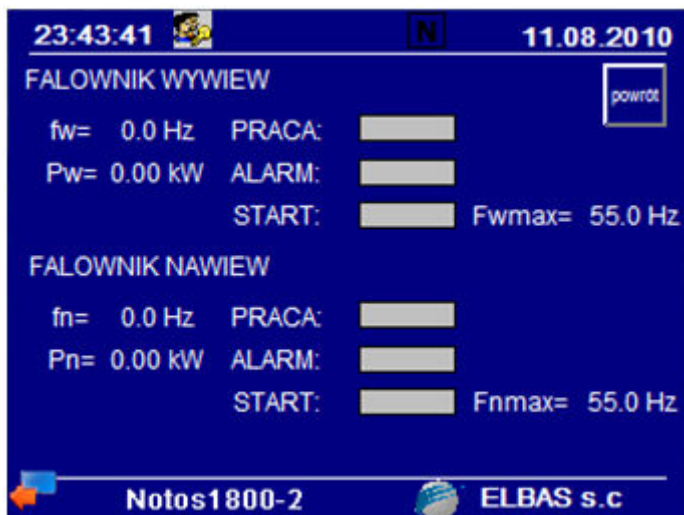 23:43:41 N 11.08.2010
FALOWNIK WYWIEW
powrót
fw= 0.0 Hz PRACA:
Pw= 0.00 kW ALARM:
START: Fwmax= 55.0 Hz
FALOWNIK NAWIEW
fn= 0.0 Hz PRACA:
Pn= 0.00 kW ALARM:
START: Fnmax= 55.0 Hz
Notos1800-2 ELBAS s.c